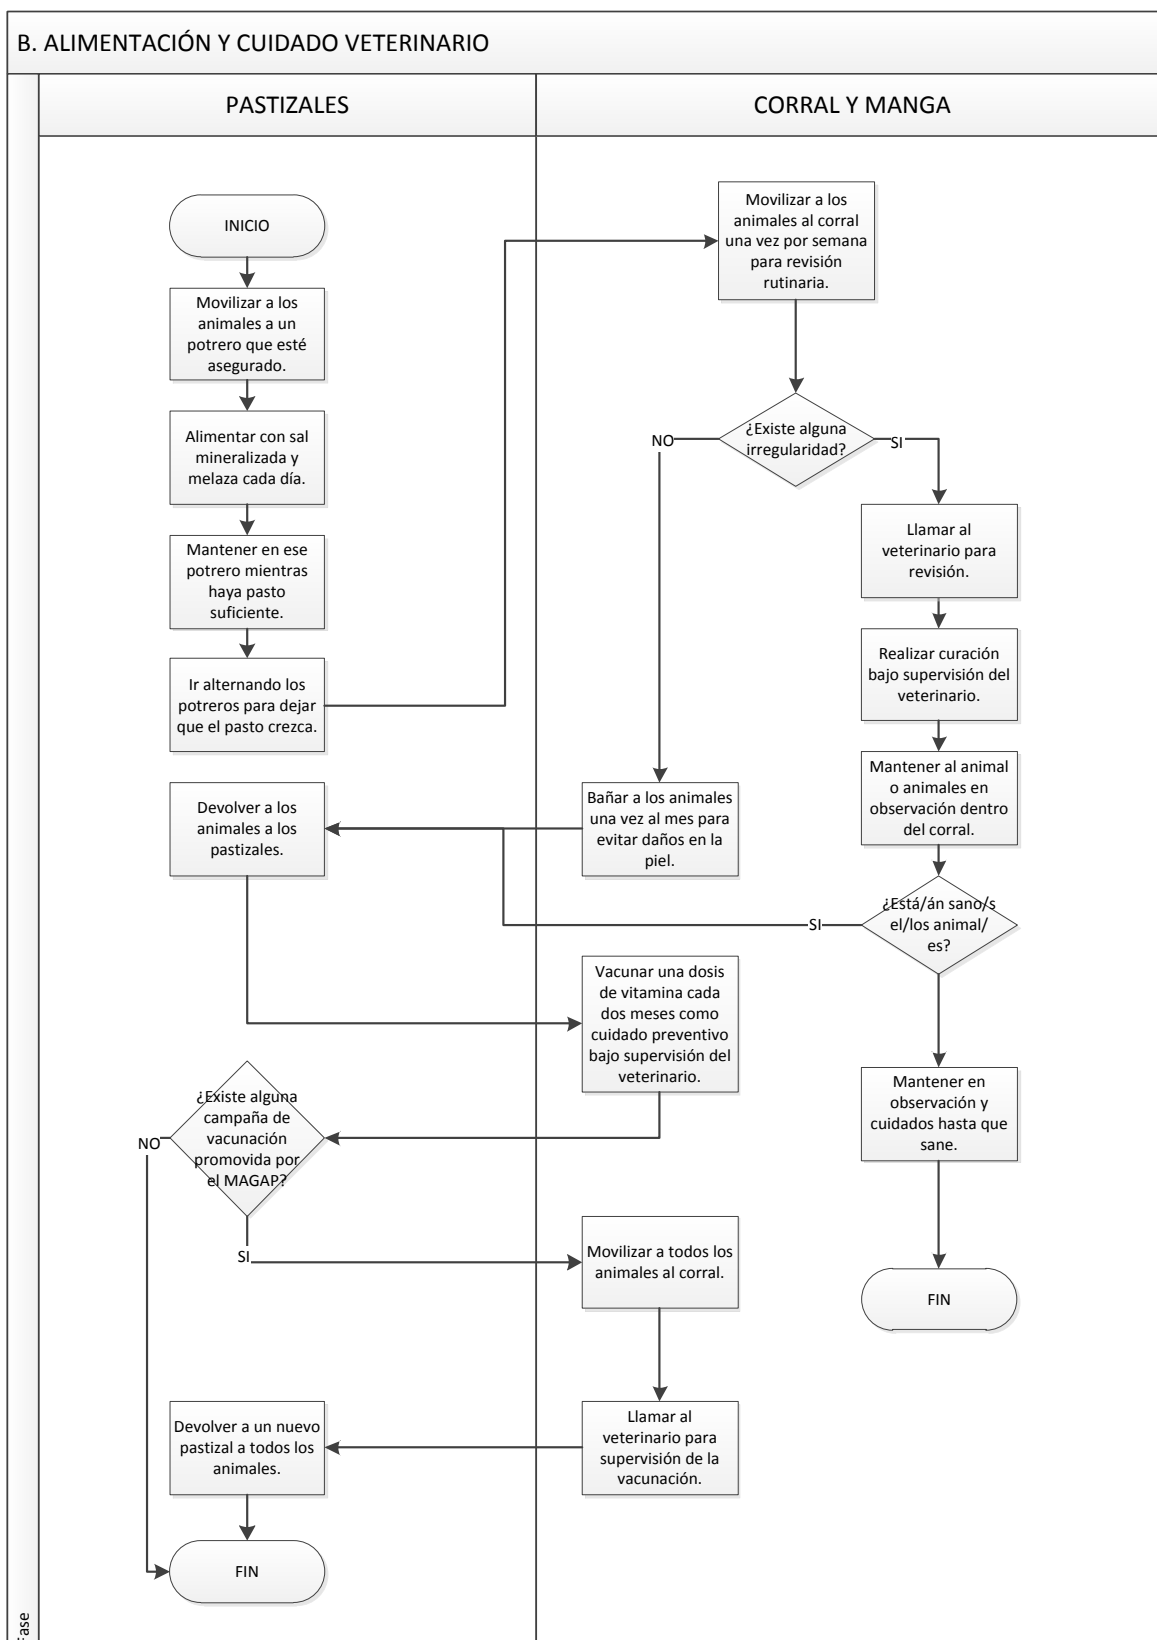 B. ALIMENTACIÓN Y CUIDADO VETERINARIO
PASTIZALES
CORRAL Y MANGA
INICIO
Movilizar a los
animales a un
potrero que esté
asegurado.
Alimentar con sal
mineralizada y
melaza cada día.
Mantener en ese
potrero mientras
haya pasto
suficiente.
Ir alternando los
potreros para dejar
que el pasto crezca.
Movilizar a los
animales al corral
una vez por semana
para revisión
rutinaria.
¿Existe alguna
irregularidad?
NO
SI
Llamar al
veterinario para
revisión.
Realizar curación
bajo supervisión del
veterinario.
Mantener al animal
o animales en
observación dentro
del corral.
Bañar a los animales
una vez al mes para
evitar daños en la
piel.
Devolver a los
animales a los
pastizales.
¿Está/án sano/s
el/los animal/
es?
SI
Vacunar una dosis
de vitamina cada
dos meses como
cuidado preventivo
bajo supervisión del
veterinario.
Mantener en
observación y
cuidados hasta que
sane.
FIN
¿Existe alguna
campaña de
vacunación
promovida por
el MAGAP?
NO
SI
Movilizar a todos los
animales al corral.
Llamar al
veterinario para
supervisión de la
vacunación.
Devolver a un nuevo
pastizal a todos los
animales.
FIN
Fase